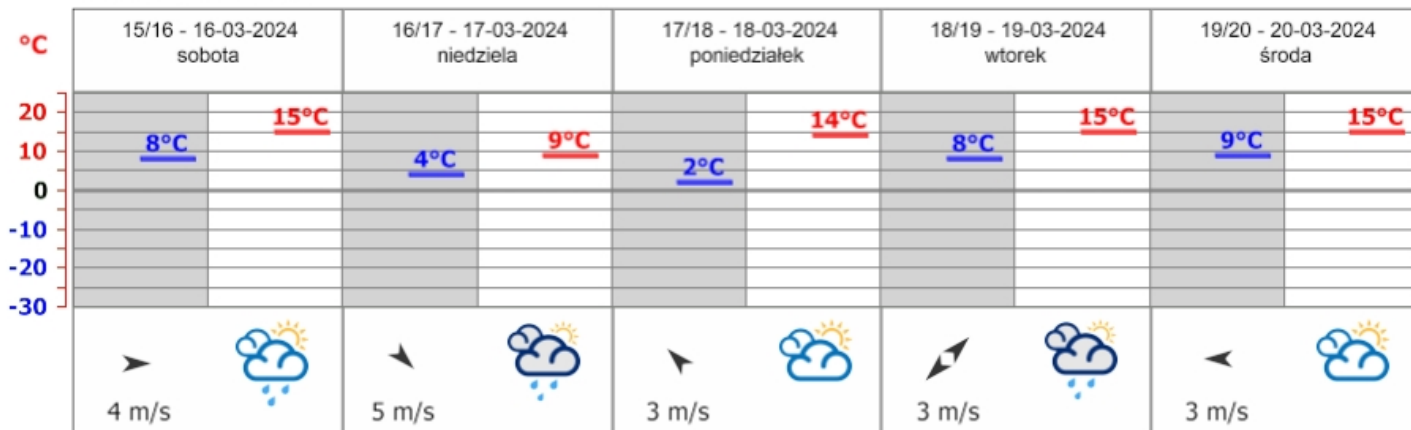 °C
15/16 - 16-03-2024
sobota
16/17 - 17-03-2024
niedziela
17/18 - 18-03-2024
poniedziałek
18/19 - 19-03-2024
wtorek
19/20 - 20-03-2024
środa
20
10
0
-10
-20
-30
8°C
15°C
4°C
9°C
2°C
14°C
8°C
15°C
9°C
15°C
4 m/s
5 m/s
3 m/s
3 m/s
3 m/s